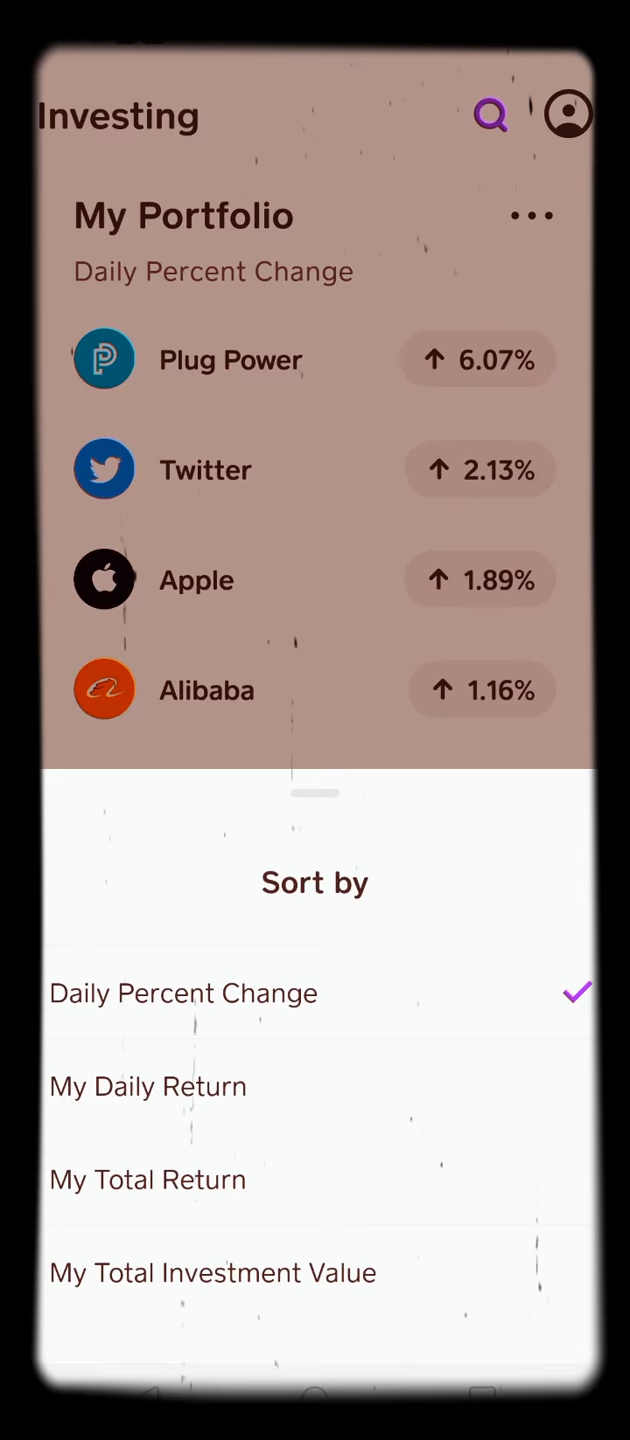 Investing
My Portfolio
Daily Percent Change
Plug Power ↑ 6.07%
Twitter ↑ 2.13%
Apple ↑ 1.89%
Alibaba ↑ 1.16%
Sort by
Daily Percent Change
My Daily Return
My Total Return
My Total Investment Value